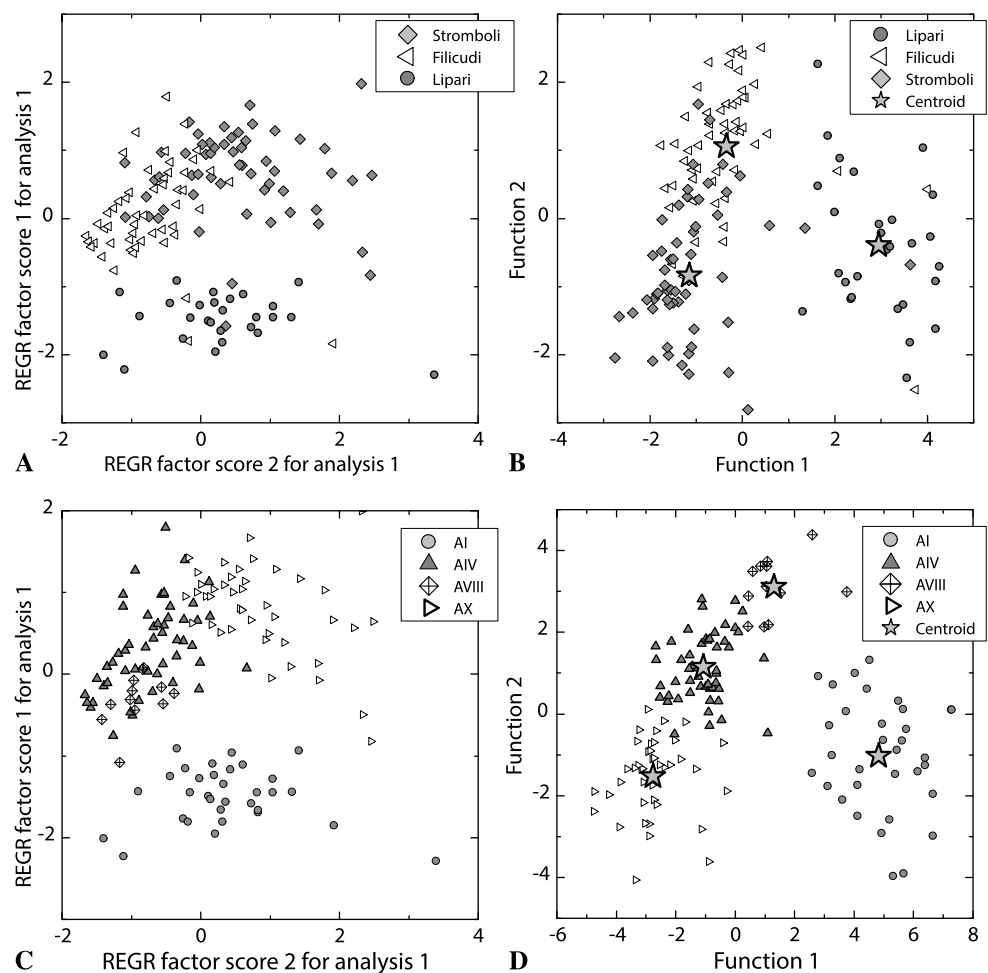 Stromboli
Filicudi
Lipari
2
0
-2
-2 0 2 4
REGR factor score 1 for analysis 1
REGR factor score 2 for analysis 1
A
Lipari
Filicudi
Stromboli
Centroid
2
0
-2
-4 -2 0 2 4
Function 2
Function 1
B
AI
AIV
AVIII
AX
2
0
-2
-2 0 2 4
REGR factor score 1 for analysis 1
REGR factor score 2 for analysis 1
C
AI
AIV
AVIII
AX
Centroid
4
2
0
-2
-4
-6 -4 -2 0 2 4 6 8
Function 2
Function 1
D